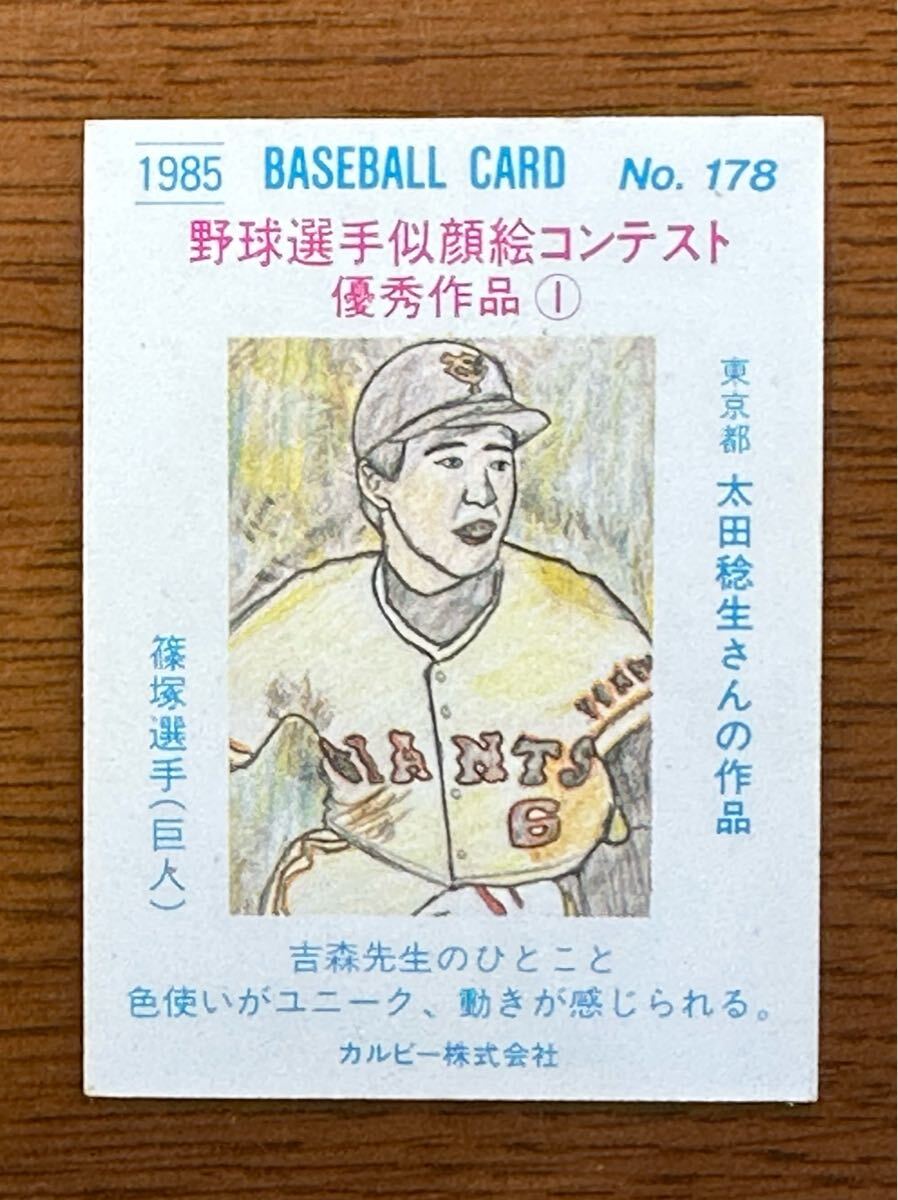 1985 BASEBALL CARD No. 178
野球選手似顔絵コンテスト
優秀作品①
東京都 太田稔生さんの作品
篠塚選手(巨人)
GIANTS
6
吉森先生のひとこと
色使いがユニーク、動きが感じられる。
カルビー株式会社